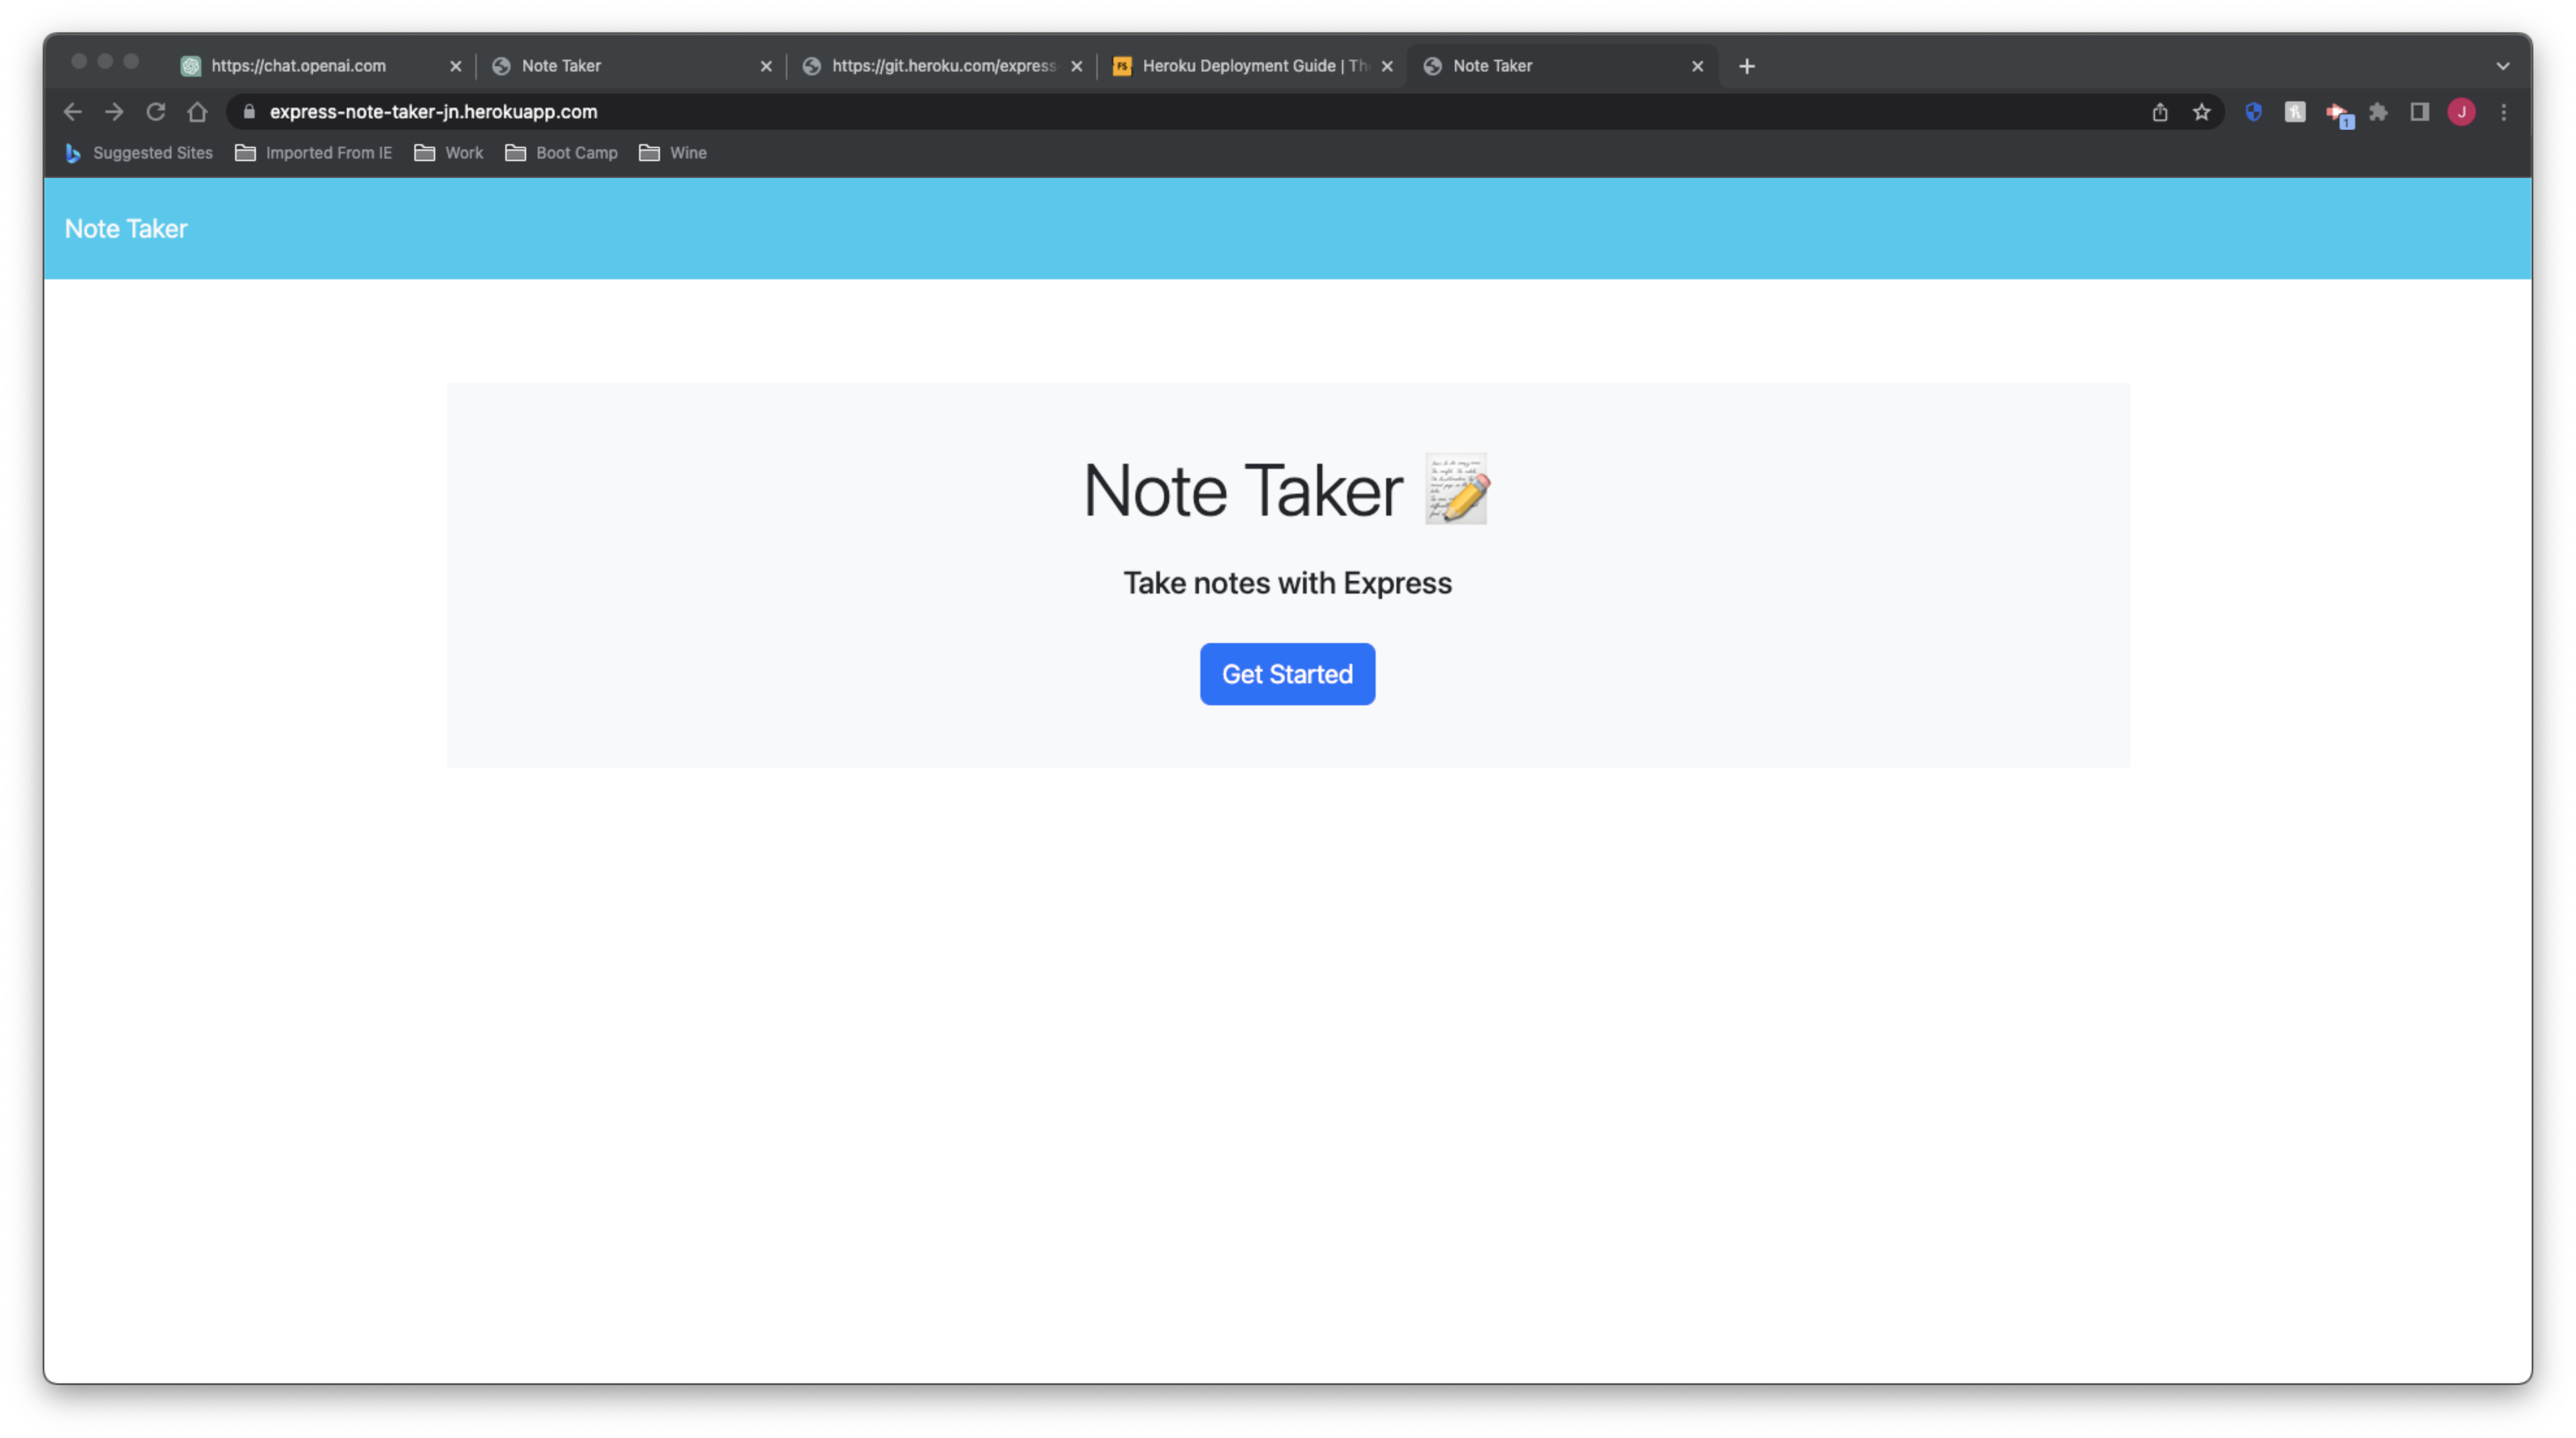 https://chat.openai.com
Note Taker
https://git.heroku.com/express-
Heroku Deployment Guide | Th
Note Taker
express-note-taker-jn.herokuapp.com
1
J
Suggested Sites
Imported From IE
Work
Boot Camp
Wine
Note Taker
Note Taker
Take notes with Express
Get Started